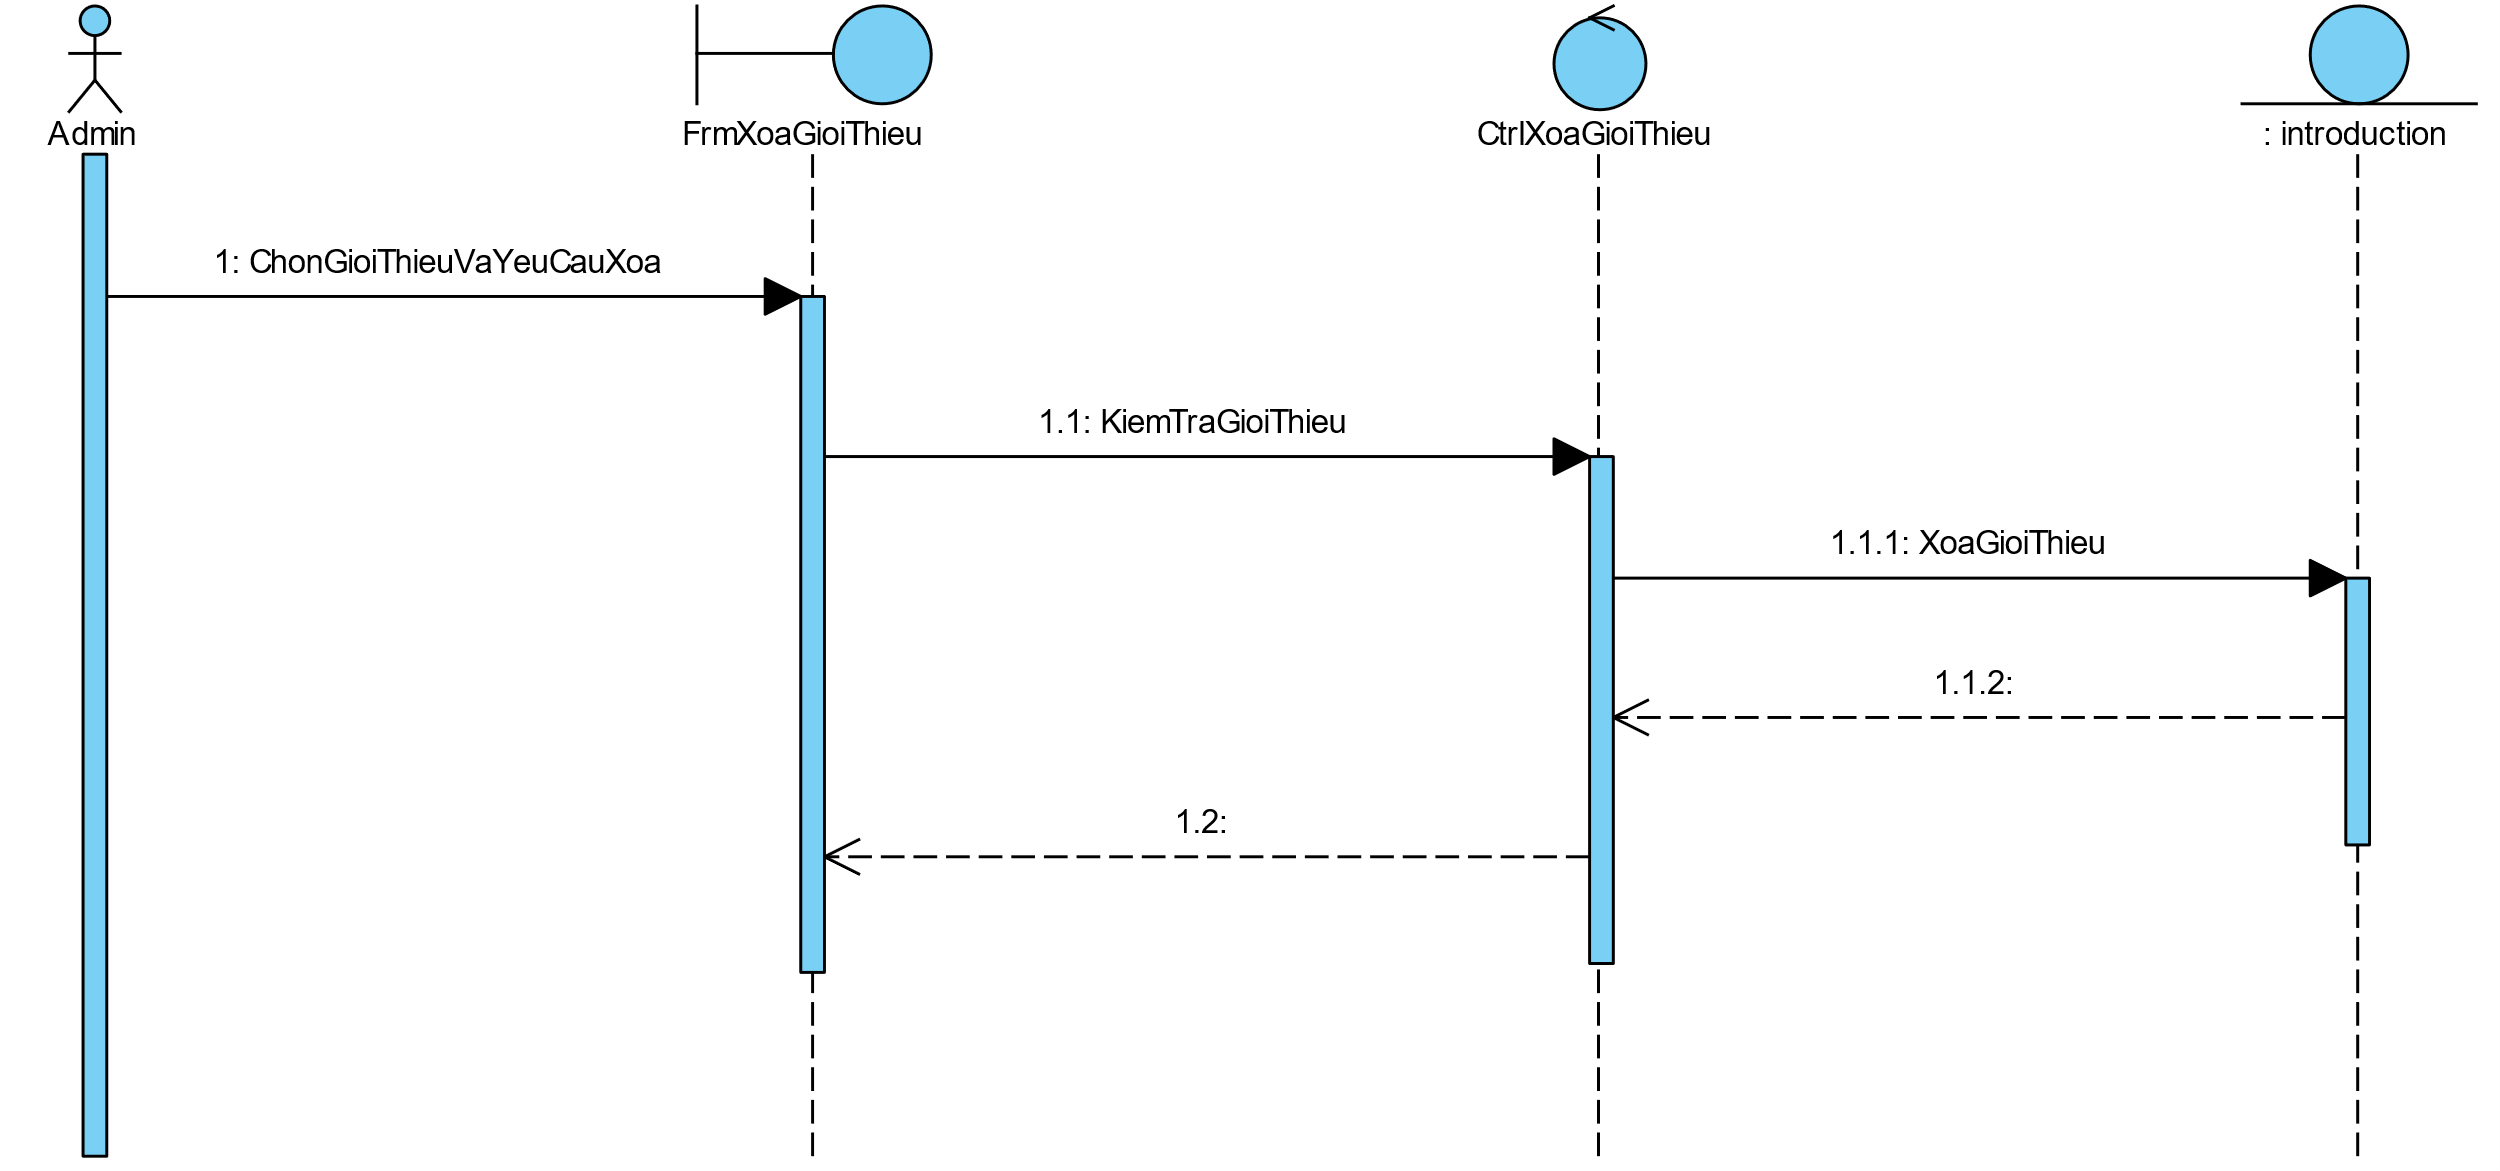 Admin
FrmXoaGioiThieu
CtrlXoaGioiThieu
: introduction
1: ChonGioiThieuVaYeuCauXoa
1.1: KiemTraGioiThieu
1.1.1: XoaGioiThieu
1.1.2:
1.2: